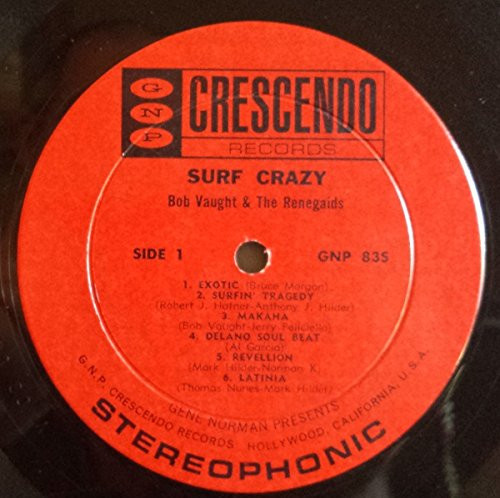 GNP
CRESCENDO
RECORDS
SURF CRAZY
Bob Vaught & The Renegaids
SIDE 1 GNP 835
1. EXOTIC (Bruce Morgan)
2. SURFIN' TRAGEDY
(Robert J. Hafner-Anthony J. Hilder)
3. MAKAHA
(Bob Vaught-Jerry
4. DELANO SOUL BEAT
(Al Garcia)
5. REVELLION
(Mark Hilder-Norman K)
6. LATINIA
(Thomas Nunes-Mark Hilder)
GENE NORMAN PRESENTS
G.N.P. CRESCENDO RECORDS HOLLYWOOD, CALIFORNIA, U.S.A.
STEREOPHONIC